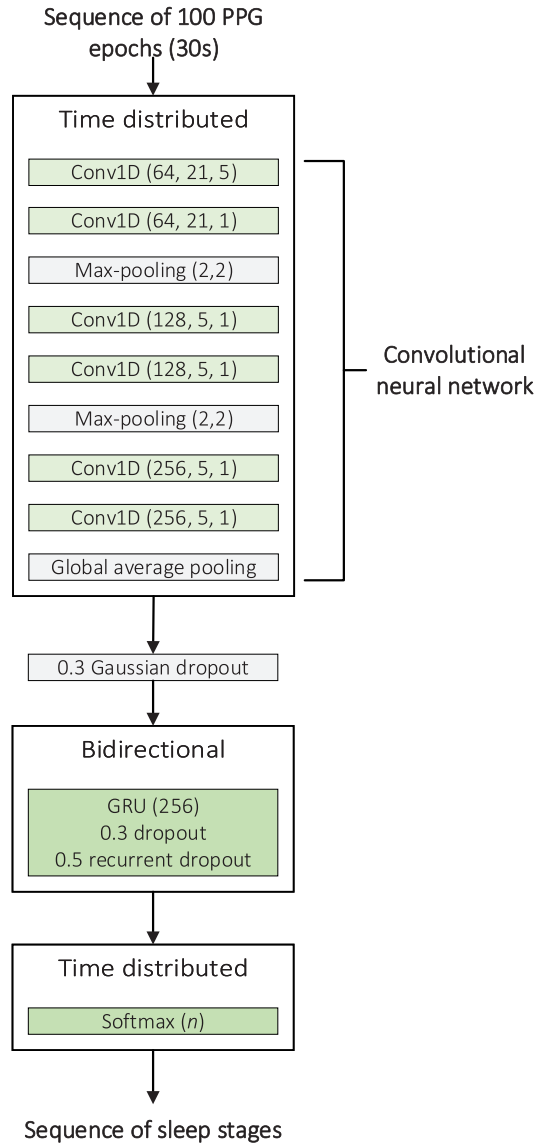 Sequence of 100 PPG
epochs (30s)
Time distributed
Conv1D (64, 21, 5)
Conv1D (64, 21, 1)
Max-pooling (2,2)
Conv1D (128, 5, 1)
Conv1D (128, 5, 1)
Max-pooling (2,2)
Conv1D (256, 5, 1)
Conv1D (256, 5, 1)
Global average pooling
Convolutional
neural network
0.3 Gaussian dropout
Bidirectional
GRU (256)
0.3 dropout
0.5 recurrent dropout
Time distributed
Softmax (n)
Sequence of sleep stages